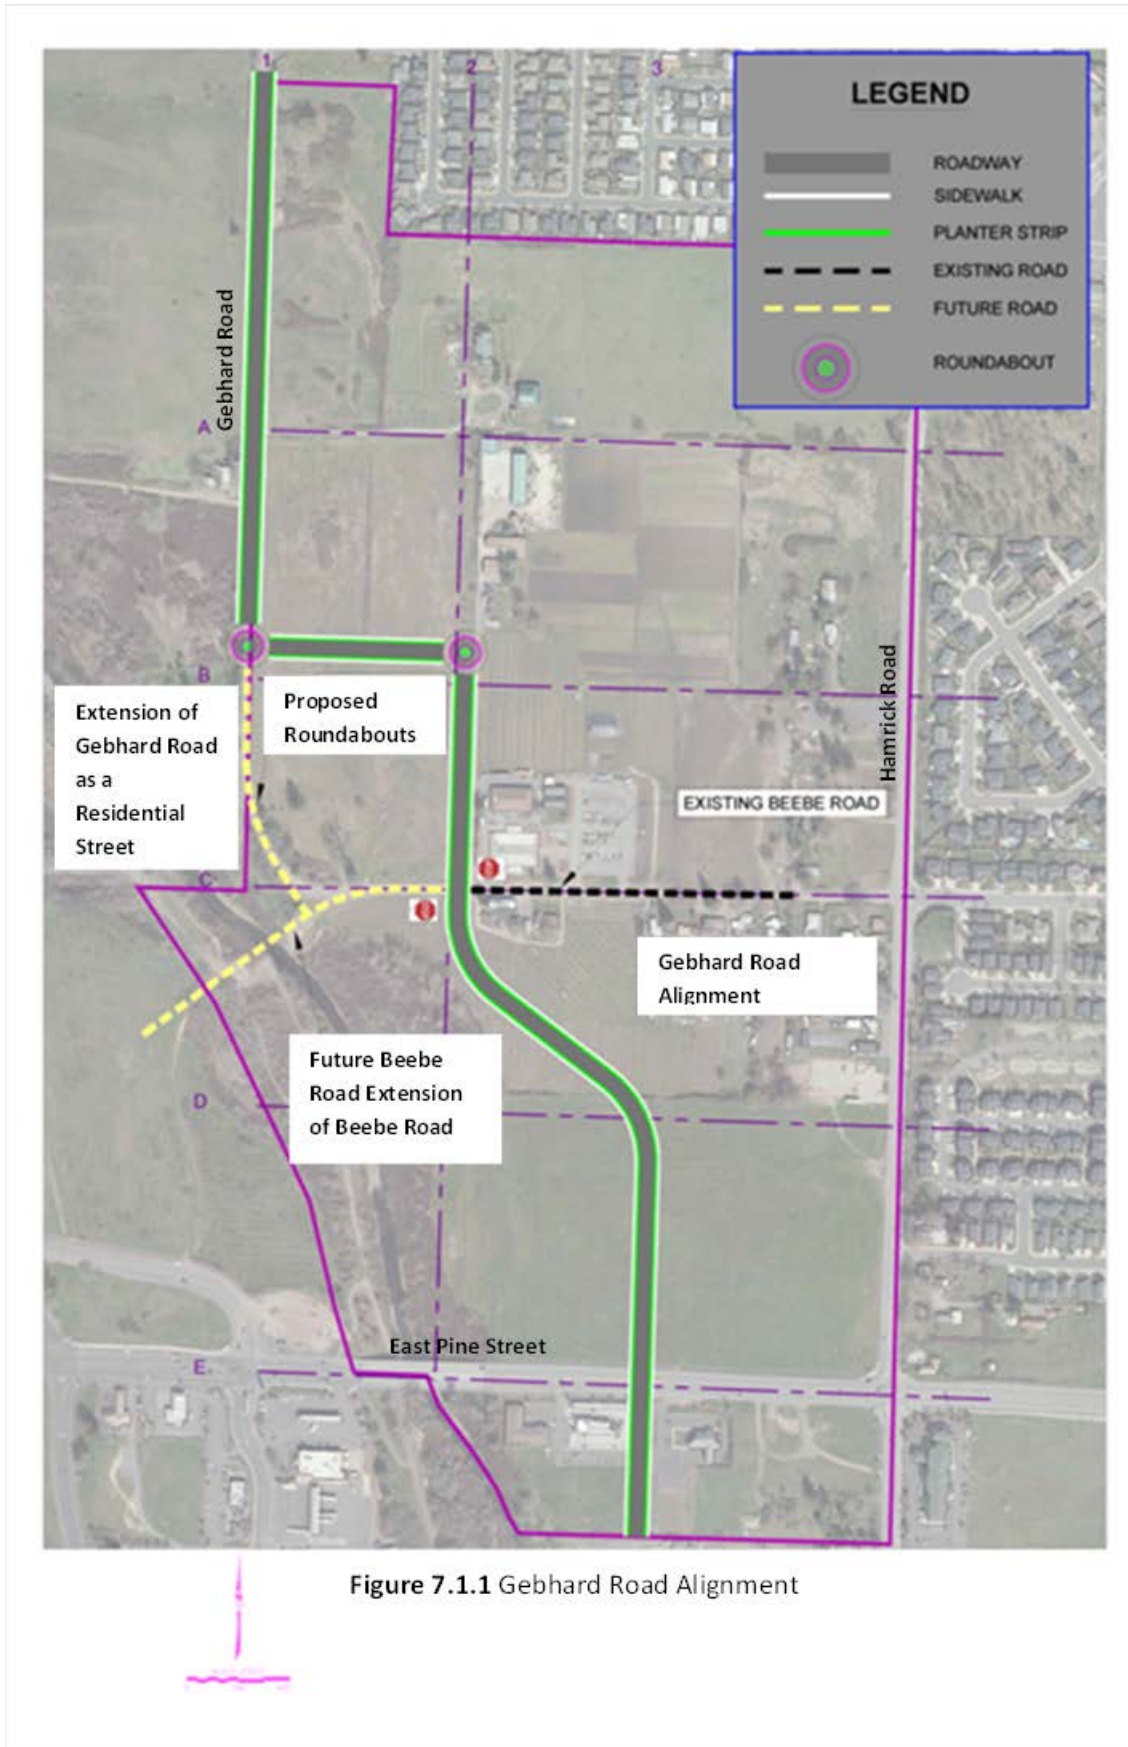 1
2
3
LEGEND
ROADWAY
SIDEWALK
PLANTER STRIP
EXISTING ROAD
FUTURE ROAD
ROUNDABOUT
Gebhard Road
A
B
Extension of
Gebhard Road
as a
Residential
Street
Proposed
Roundabouts
Hamrick Road
EXISTING BEEBE ROAD
C
Gebhard Road
Alignment
Future Beebe
Road Extension
of Beebe Road
D
East Pine Street
E
Figure 7.1.1 Gebhard Road Alignment